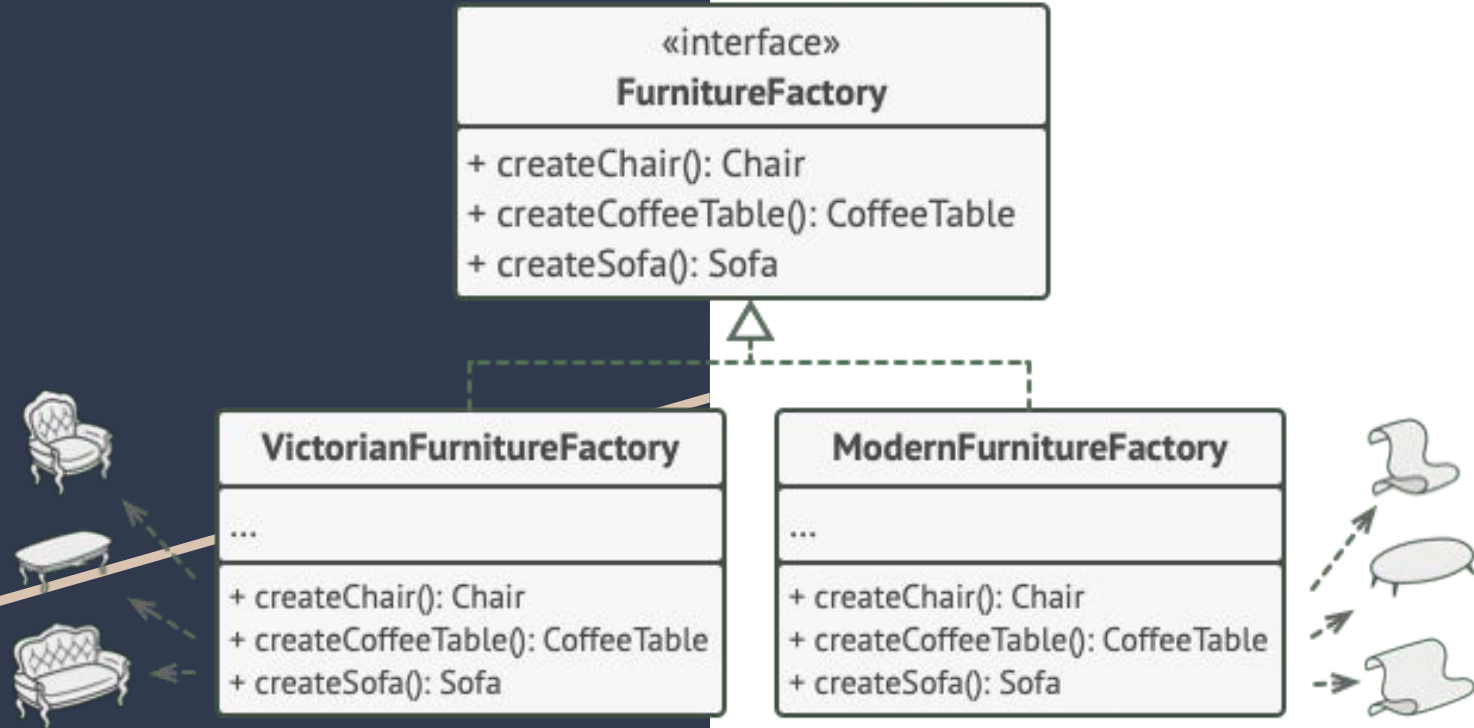 «interface»
FurnitureFactory
+ createChair(): Chair
+ createCoffeeTable(): CoffeeTable
+ createSofa(): Sofa
VictorianFurnitureFactory
...
+ createChair(): Chair
+ createCoffeeTable(): CoffeeTable
+ createSofa(): Sofa
ModernFurnitureFactory
...
+ createChair(): Chair
+ createCoffeeTable(): CoffeeTable
+ createSofa(): Sofa